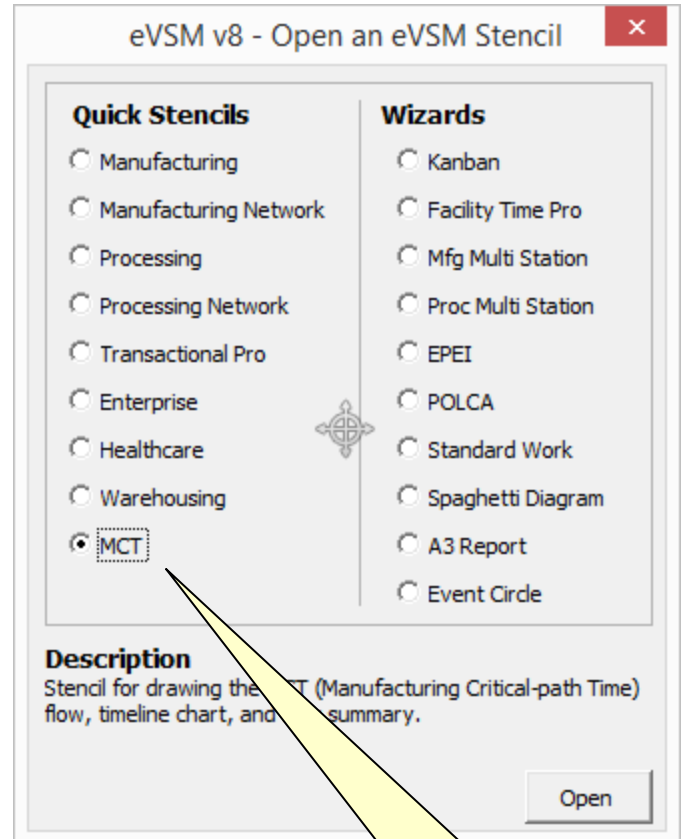 eVSM v8 - Open an eVSM Stencil
Quick Stencils
Manufacturing
Manufacturing Network
Processing
Processing Network
Transactional Pro
Enterprise
Healthcare
Warehousing
MCT
Wizards
Kanban
Facility Time Pro
Mfg Multi Station
Proc Multi Station
EPEI
POLCA
Standard Work
Spaghetti Diagram
A3 Report
Event Circle
Description
Stencil for drawing the (Manufacturing Critical-path Time)
flow, timeline chart, and summary.
Open